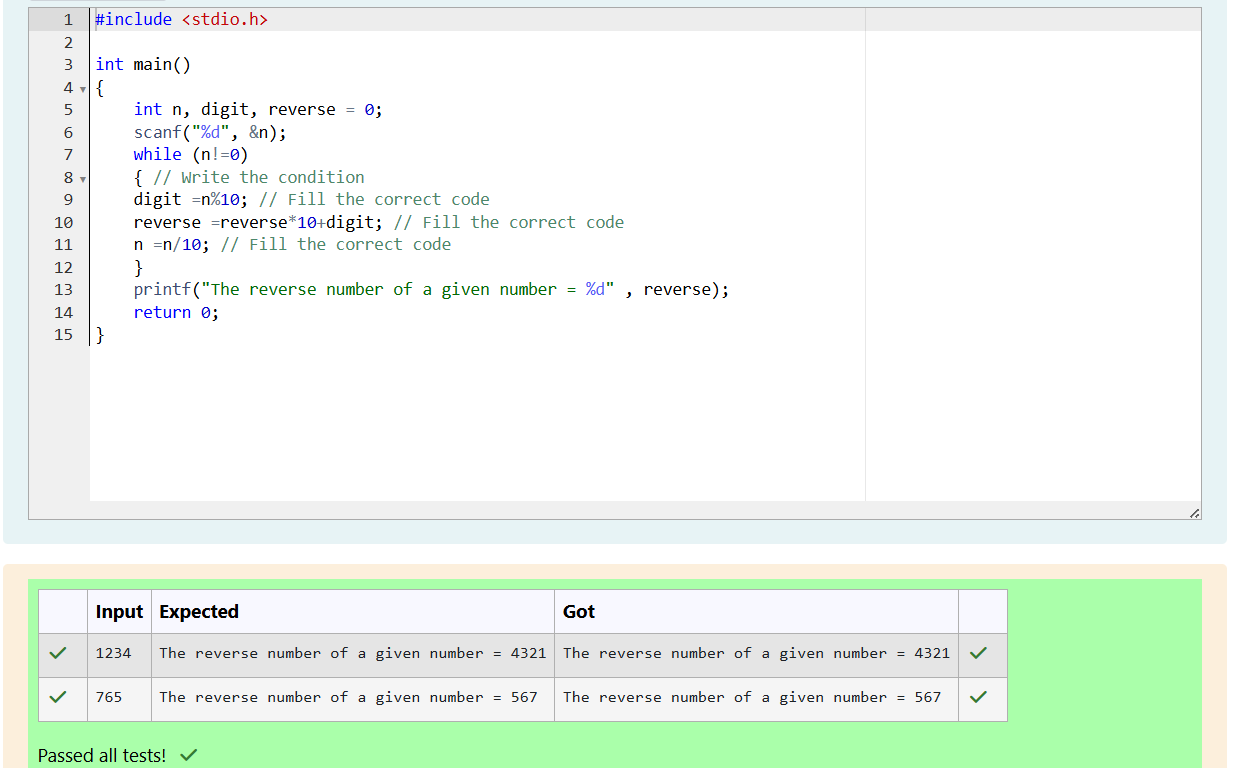 1 #include <stdio.h>
2
3 int main()
4 {
5     int n, digit, reverse = 0;
6     scanf("%d", &n);
7     while (n!=0)
8     { // Write the condition
9     digit =n%10; // Fill the correct code
10     reverse =reverse*10+digit; // Fill the correct code
11     n =n/10; // Fill the correct code
12     }
13     printf("The reverse number of a given number = %d" , reverse);
14     return 0;
15 }
Input Expected Got
1234 The reverse number of a given number = 4321 The reverse number of a given number = 4321
765 The reverse number of a given number = 567 The reverse number of a given number = 567
Passed all tests!